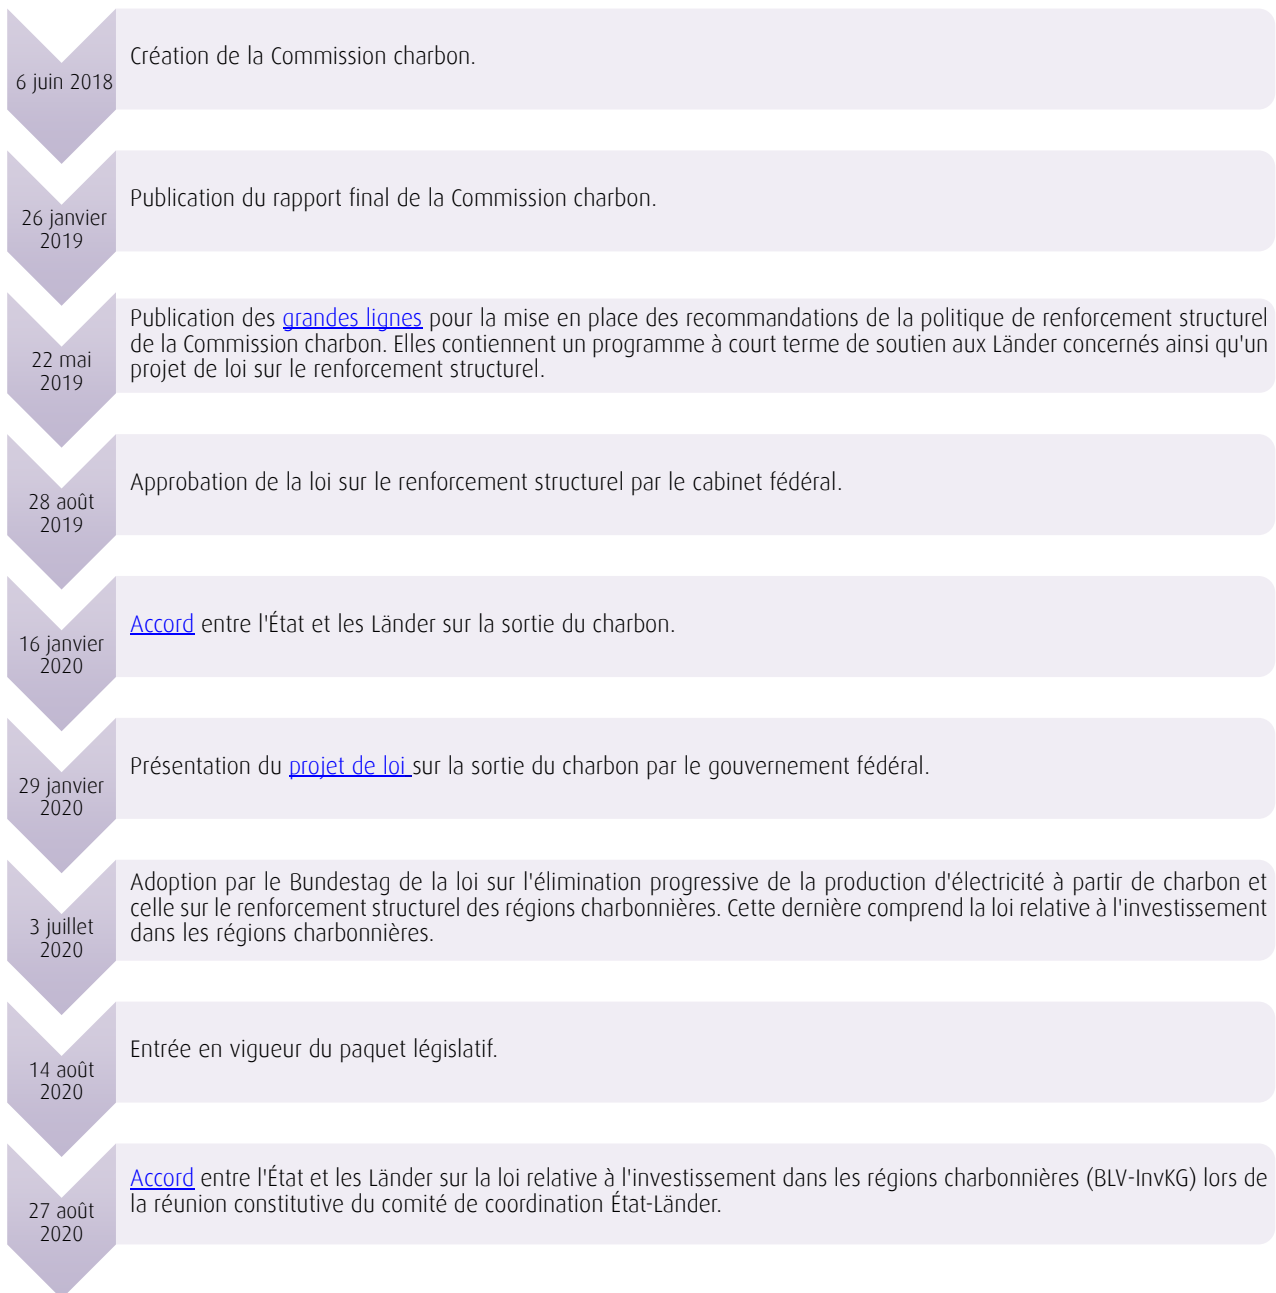 6 juin 2018
Création de la Commission charbon.
26 janvier
2019
Publication du rapport final de la Commission charbon.
22 mai
2019
Publication des grandes lignes pour la mise en place des recommandations de la politique de renforcement structurel
de la Commission charbon. Elles contiennent un programme à court terme de soutien aux Länder concernés ainsi qu'un
projet de loi sur le renforcement structurel.
28 août
2019
Approbation de la loi sur le renforcement structurel par le cabinet fédéral.
16 janvier
2020
Accord entre l'État et les Länder sur la sortie du charbon.
29 janvier
2020
Présentation du projet de loi sur la sortie du charbon par le gouvernement fédéral.
3 juillet
2020
Adoption par le Bundestag de la loi sur l'élimination progressive de la production d'électricité à partir de charbon et
celle sur le renforcement structurel des régions charbonnières. Cette dernière comprend la loi relative à l'investissement
dans les régions charbonnières.
14 août
2020
Entrée en vigueur du paquet législatif.
27 août
2020
Accord entre l'État et les Länder sur la loi relative à l'investissement dans les régions charbonnières (BLV-InvKG) lors de
la réunion constitutive du comité de coordination État-Länder.